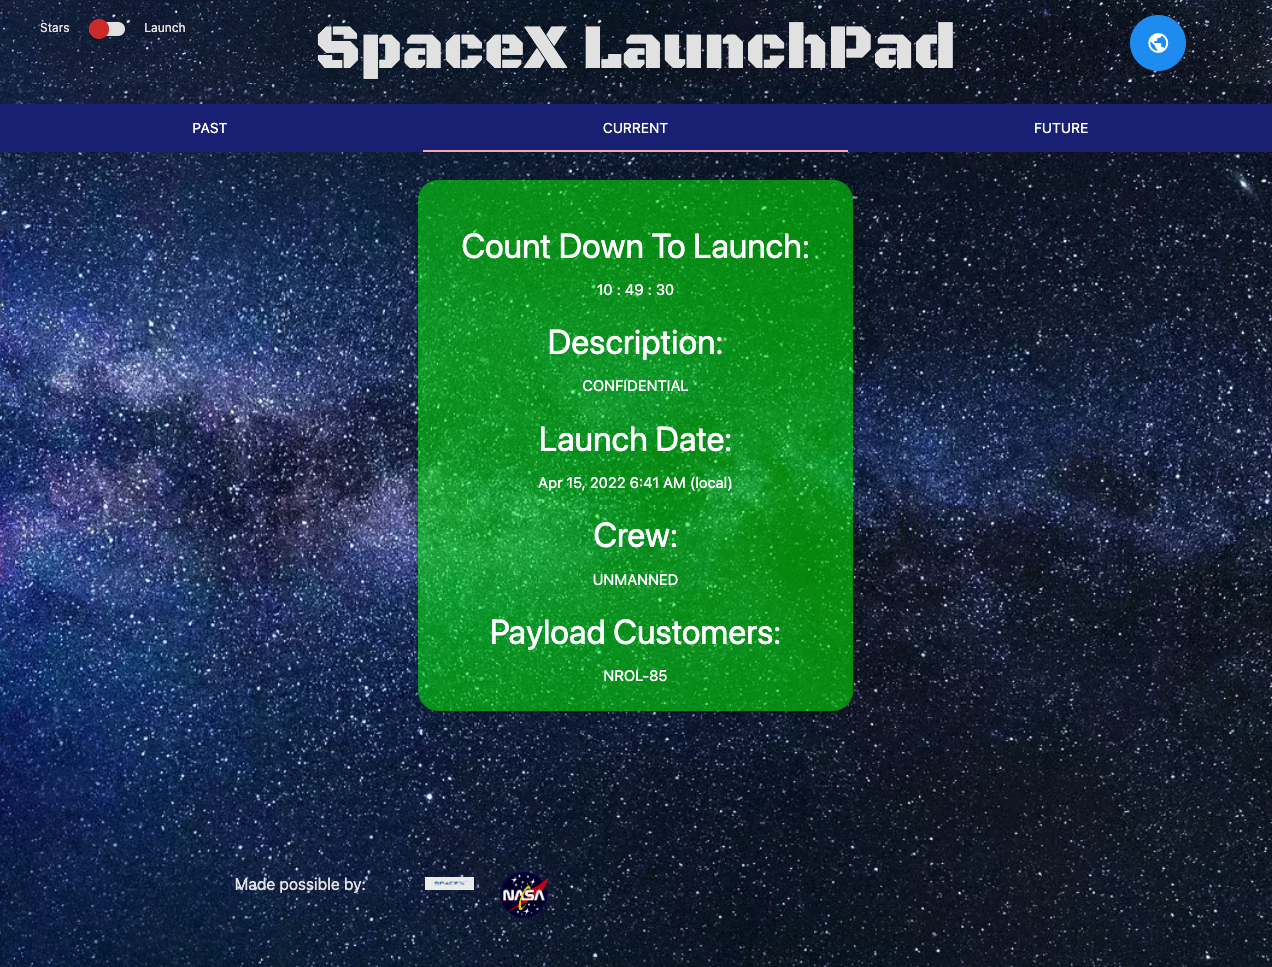 Stars Launch
SpaceX LaunchPad
PAST CURRENT FUTURE
Count Down To Launch:
10 : 49 : 30
Description:
CONFIDENTIAL
Launch Date:
Apr 15, 2022 6:41 AM (local)
Crew:
UNMANNED
Payload Customers:
NROL-85
Made possible by: SPACEX NASA